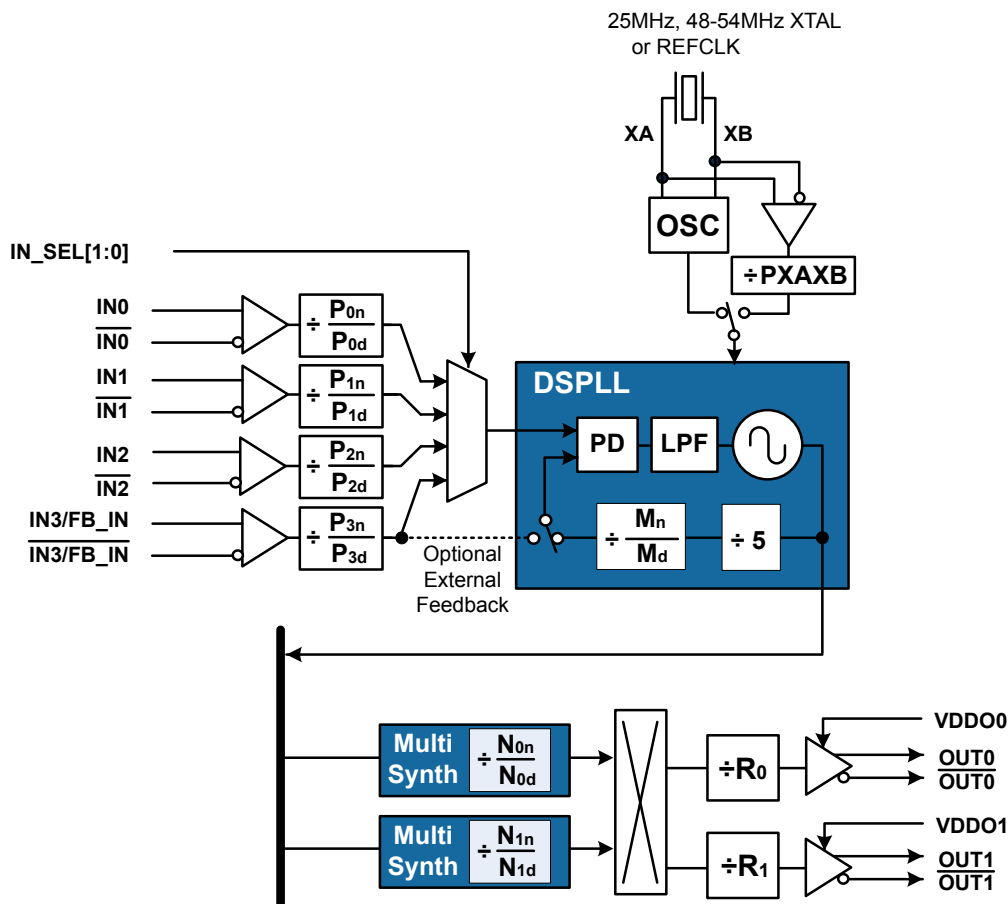 25MHz, 48-54MHz XTAL
or REFCLK
XA
XB
OSC
÷PXAXB
IN_SEL[1:0]
IN0
IN0
÷ P0n
P0d
IN1
IN1
÷ P1n
P1d
IN2
IN2
÷ P2n
P2d
IN3/FB_IN
IN3/FB_IN
÷ P3n
P3d
Optional
External
Feedback
DSPLL
PD
LPF
÷ Mn
Md
÷ 5
Multi
Synth
÷ N0n
N0d
Multi
Synth
÷ N1n
N1d
÷R0
÷R1
VDDO0
OUT0
OUT0
VDDO1
OUT1
OUT1